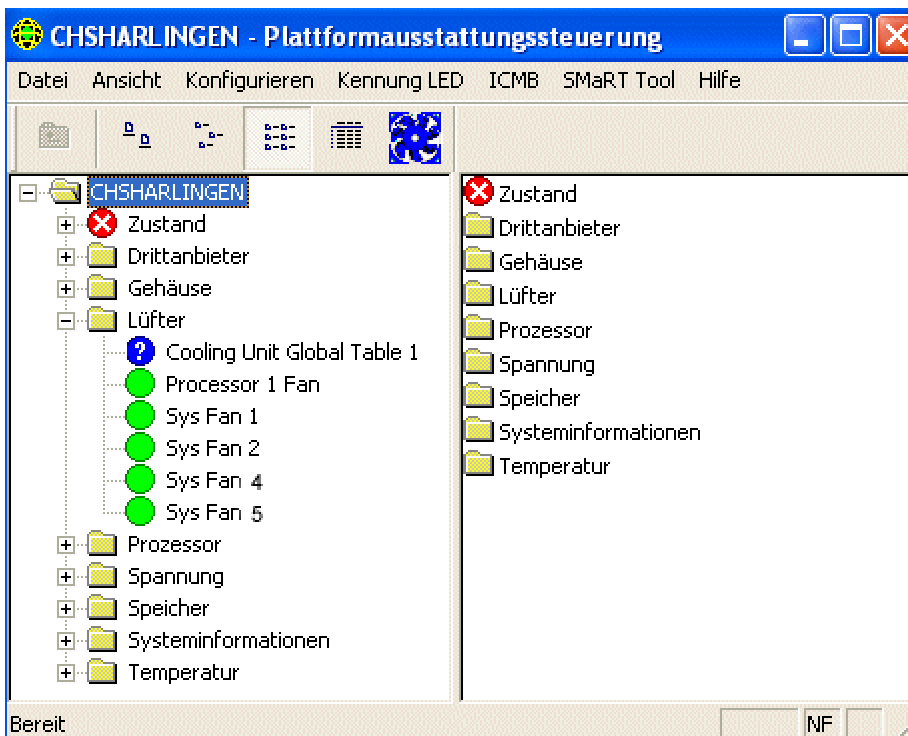 CHSHARLINGEN - Plattformausstattungssteuerung
Datei Ansicht Konfigurieren Kennung LED ICMB SMaRT Tool Hilfe
CHSHARLINGEN
Zustand
Drittanbieter
Gehäuse
Lüfter
? Cooling Unit Global Table 1
Processor 1 Fan
Sys Fan 1
Sys Fan 2
Sys Fan 4
Sys Fan 5
Prozessor
Spannung
Speicher
Systeminformationen
Temperatur
Zustand
Drittanbieter
Gehäuse
Lüfter
Prozessor
Spannung
Speicher
Systeminformationen
Temperatur
Bereit NF